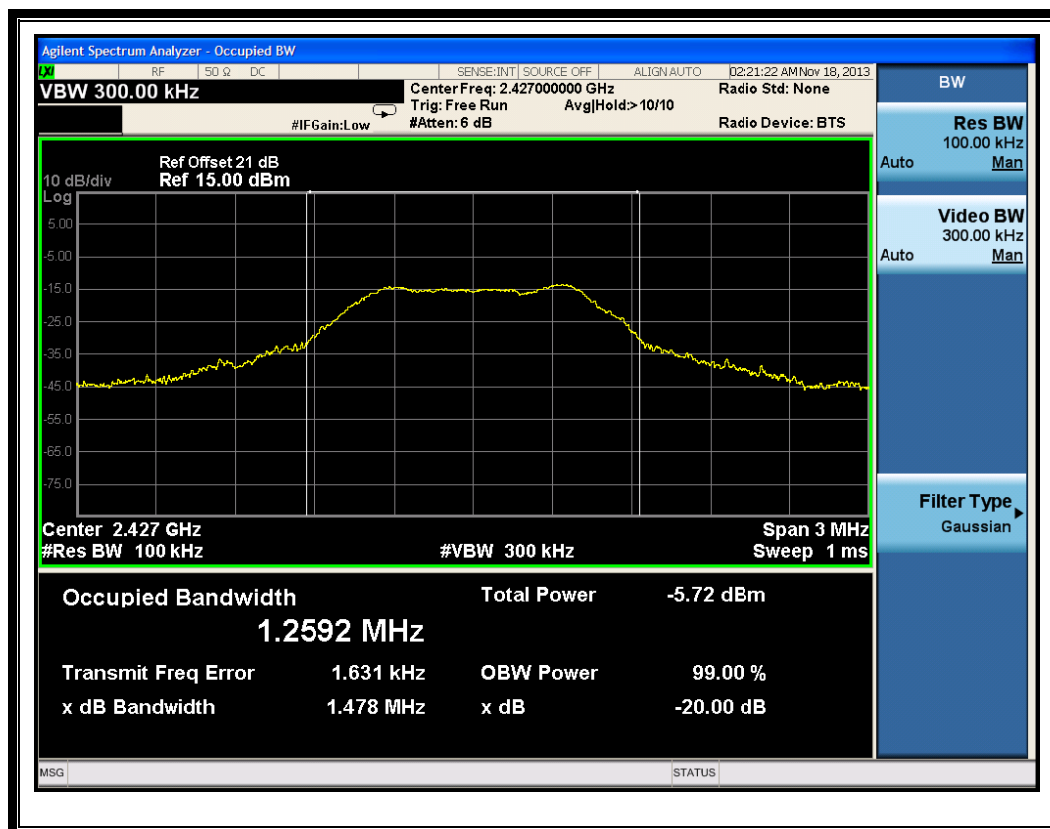 Agilent Spectrum Analyzer - Occupied BW
LXI RF 50 Ω DC SENSE:INT SOURCE OFF ALIGN AUTO 02:21:22 AM Nov 18, 2013
VBW 300.00 kHz
Center Freq: 2.427000000 GHz
Radio Std: None
Trig: Free Run Avg|Hold:> 10/10
#IFGain:Low
#Atten: 6 dB
Radio Device: BTS
Ref Offset 21 dB
10 dB/div Ref 15.00 dBm
Log
5.00
-5.00
-15.0
-25.0
-35.0
-45.0
-55.0
-65.0
-75.0
Center 2.427 GHz
Span 3 MHz
#Res BW 100 kHz
#VBW 300 kHz
Sweep 1 ms
Occupied Bandwidth
1.2592 MHz
Total Power -5.72 dBm
Transmit Freq Error 1.631 kHz
OBW Power 99.00 %
x dB Bandwidth 1.478 MHz
x dB -20.00 dB
MSG
STATUS
BW
Res BW
100.00 kHz
Auto Man
Video BW
300.00 kHz
Auto Man
Filter Type
Gaussian